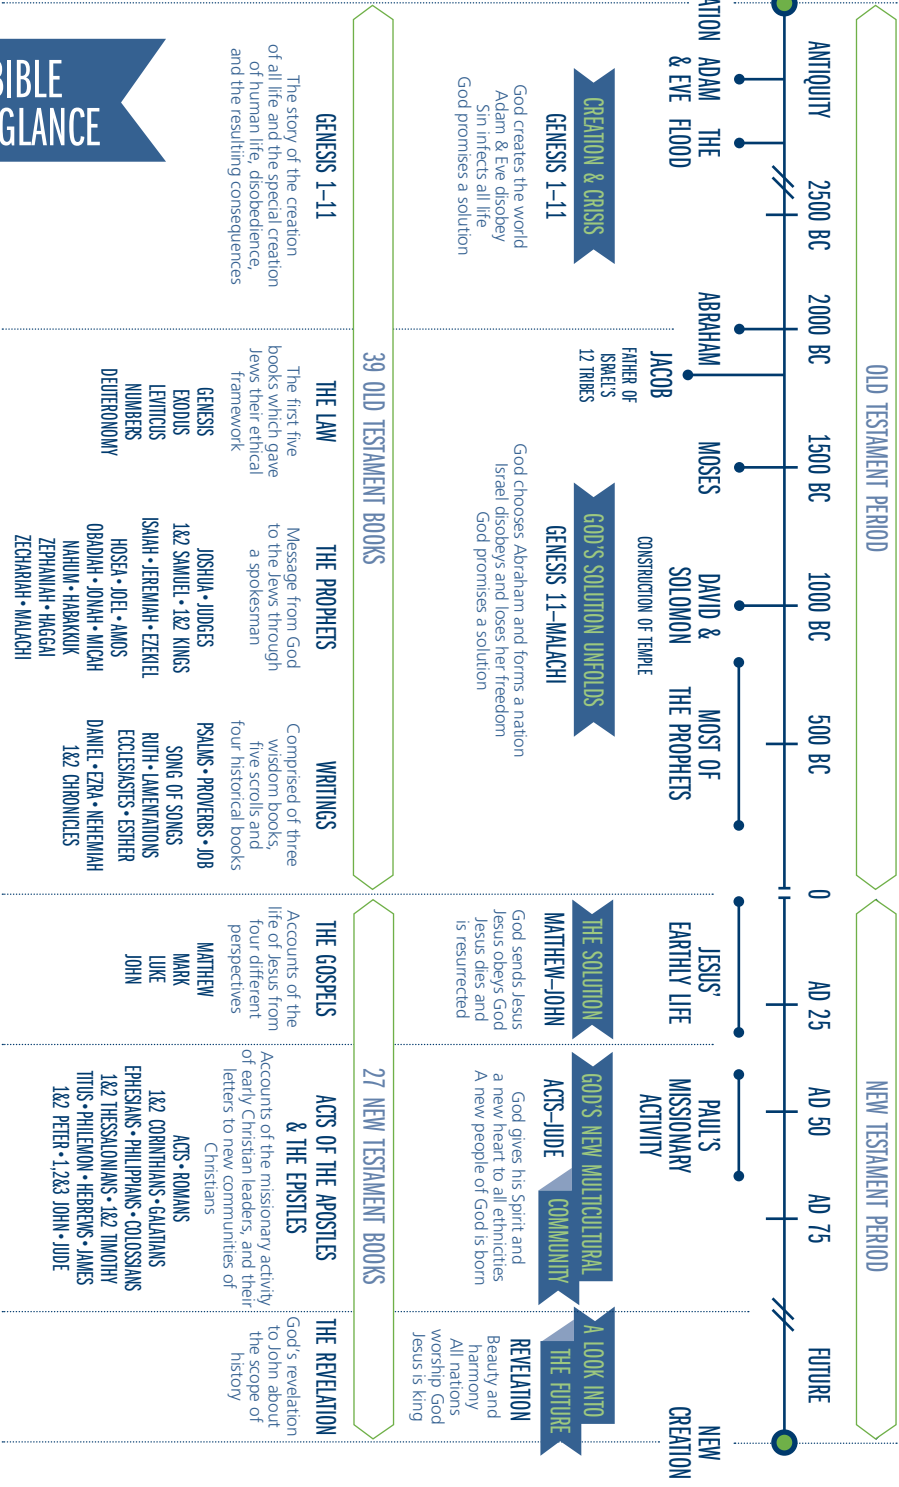 OLD TESTAMENT PERIOD
NEW TESTAMENT PERIOD
ANTIQUITY
2500 BC
2000 BC
1500 BC
1000 BC
500 BC
0
AD 25
AD 50
AD 75
FUTURE
ATION
ADAM
& EVE
THE
FLOOD
ABRAHAM
JACOB
FATHER OF
ISRAEL'S
12 TRIBES
MOSES
DAVID &
SOLOMON
CONSTRUCTION OF TEMPLE
MOST OF
THE PROPHETS
JESUS'
EARTHLY LIFE
PAUL'S
MISSIONARY
ACTIVITY
NEW
CREATION
CREATION & CRISIS
GENESIS 1–11
God creates the world
Adam & Eve disobey
Sin infects all life
God promises a solution
GOD'S SOLUTION UNFOLDS
GENESIS 11–MALACHI
God chooses Abraham and forms a nation
Israel disobeys and loses her freedom
God promises a solution
THE SOLUTION
MATTHEW–JOHN
God sends Jesus
Jesus obeys God
Jesus dies and
is resurrected
GOD'S NEW MULTICULTURAL
COMMUNITY
ACTS–JUDE
God gives his Spirit and
a new heart to all ethnicities
A new people of God is born
A LOOK INTO
THE FUTURE
REVELATION
Beauty and
harmony
All nations
worship God
Jesus is king
39 OLD TESTAMENT BOOKS
27 NEW TESTAMENT BOOKS
GENESIS 1–11
The story of the creation
of all life and the special creation
of human life, disobedience,
and the resulting consequences
THE LAW
The first five
books which gave
Jews their ethical
framework
GENESIS
EXODUS
LEVITICUS
NUMBERS
DEUTERONOMY
THE PROPHETS
Message from God
to the Jews through
a spokesman
JOSHUA • JUDGES
1&2 SAMUEL • 1&2 KINGS
ISAIAH • JEREMIAH • EZEKIEL
HOSEA • JOEL • AMOS
OBADIAH • JONAH • MICAH
NAHUM • HABAKKUK
ZEPHANIAH • HAGGAI
ZECHARIAH • MALACHI
WRITINGS
Comprised of three
wisdom books,
five scrolls and
four historical books
PSALMS • PROVERBS • JOB
SONG OF SONGS
RUTH • LAMENTATIONS
ECCLESIASTES • ESTHER
DANIEL • EZRA • NEHEMIAH
1&2 CHRONICLES
THE GOSPELS
Accounts of the
life of Jesus from
four different
perspectives
MATTHEW
MARK
LUKE
JOHN
ACTS OF THE APOSTLES
& THE EPISTLES
Accounts of the missionary activity
of early Christian leaders, and their
letters to new communities of
Christians
ACTS • ROMANS
1&2 CORINTHIANS • GALATIANS
EPHESIANS • PHILIPPIANS • COLOSSIANS
1&2 THESSALONIANS • 1&2 TIMOTHY
TITUS • PHILEMON • HEBREWS • JAMES
1&2 PETER • 1,2&3 JOHN • JUDE
THE REVELATION
God's revelation
to John about
the scope of
history
BIBLE
GLANCE